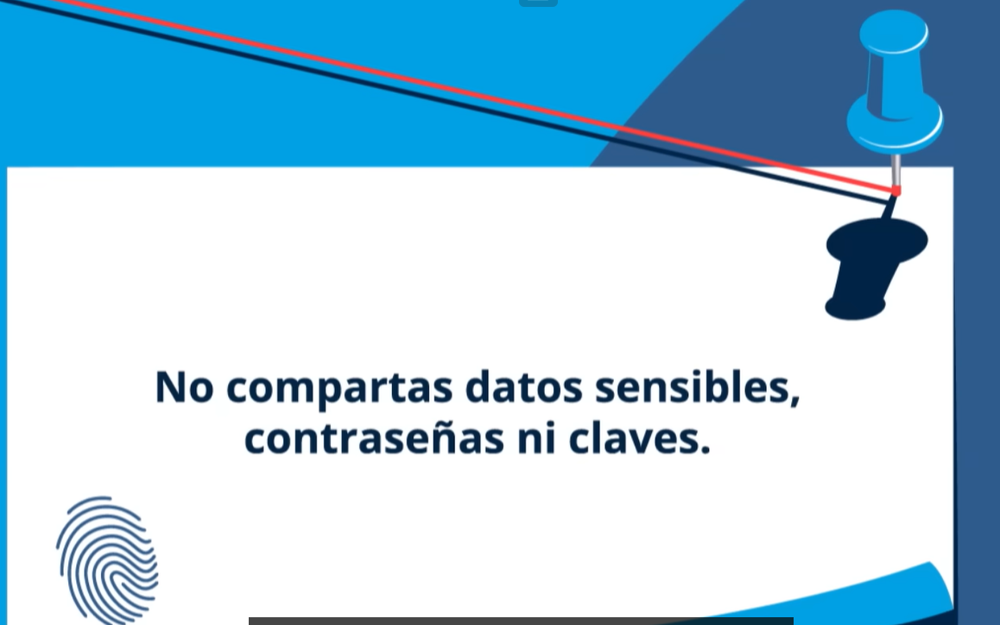 No compartas datos sensibles,
contraseñas ni claves.